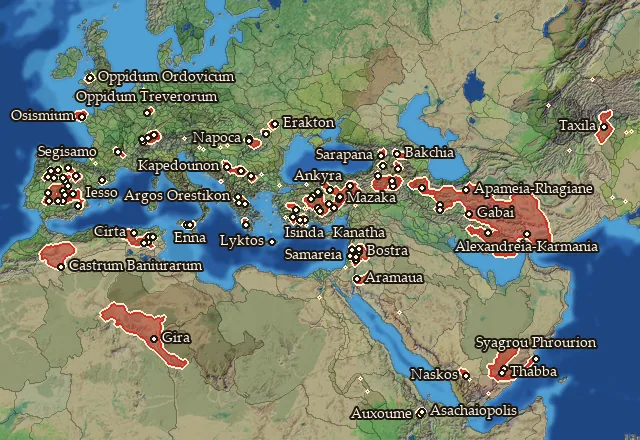 Oppidum Ordovicum
Oppidum Treverorum
Osismium
Erakton
Napoca
Taxila
Segisamo
Sarapana
Bakchia
Kapedounon
Ankyra
Iesso
Argos Orestikon
Mazaka
Apameia-Rhagiane
Gabai
Cirta
Enna
Lyktos
Isinda
Kanatha
Alexandreia-Karmania
Samareia
Bostra
Castrum Baniurarum
Aramaua
Gira
Syagrou Phrourion
Naskos
Thabba
Auxoume
Asachaiopolis